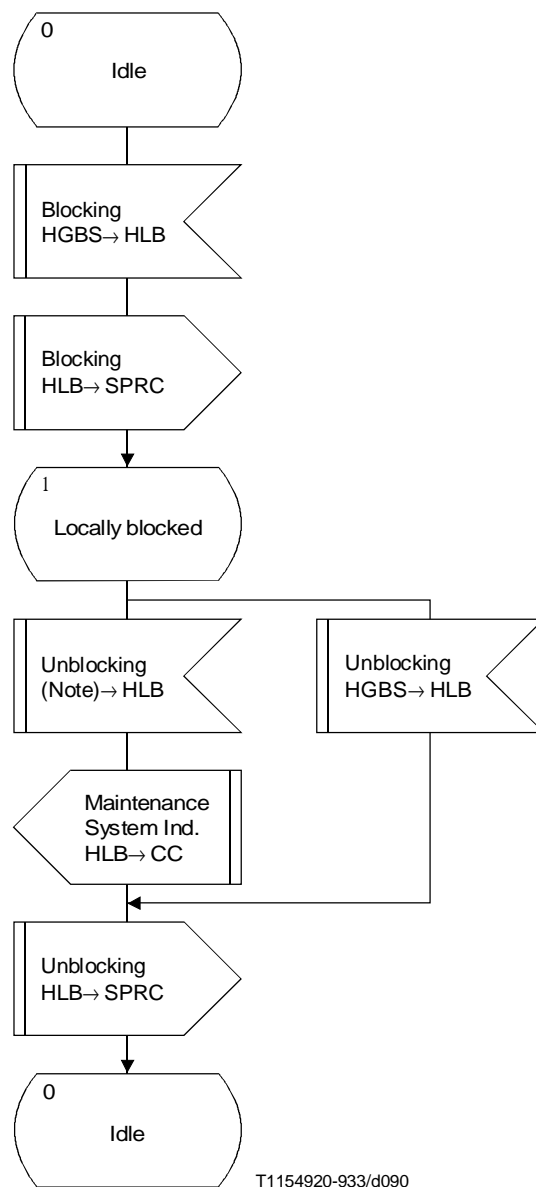 0
Idle
Blocking
HGBS→ HLB
Blocking
HLB→ SPRC
1
Locally blocked
Unblocking
(Note)→ HLB
Unblocking
HGBS→ HLB
Maintenance
System Ind.
HLB→ CC
Unblocking
HLB→ SPRC
0
Idle
T1154920-933/d090